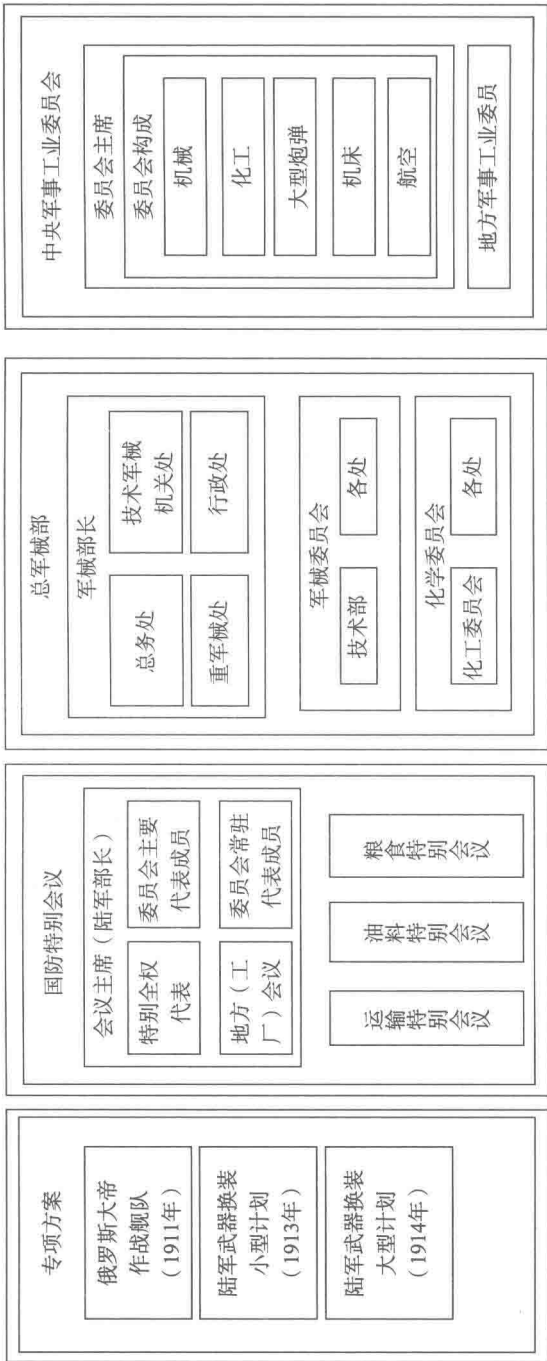 专项方案
俄罗斯大帝
作战舰队
(1911年)
陆军武器换装
小型计划
(1913年)
陆军武器换装
大型计划
(1914年)
国防特别会议
会议主席(陆军部长)
特别全权
代表
委员会主要
代表成员
地方(工
厂)会议
委员会常驻
代表成员
运输特别会议
油料特别会议
粮食特别会议
总军械部
军械部长
总务处
技术军械
机关处
重军械处
行政处
军械委员会
技术部
各处
化学委员会
化工委员会
各处
中央军事工业委员会
委员会主席
委员会构成
机械
化工
大型炮弹
机床
航空
地方军事工业委员